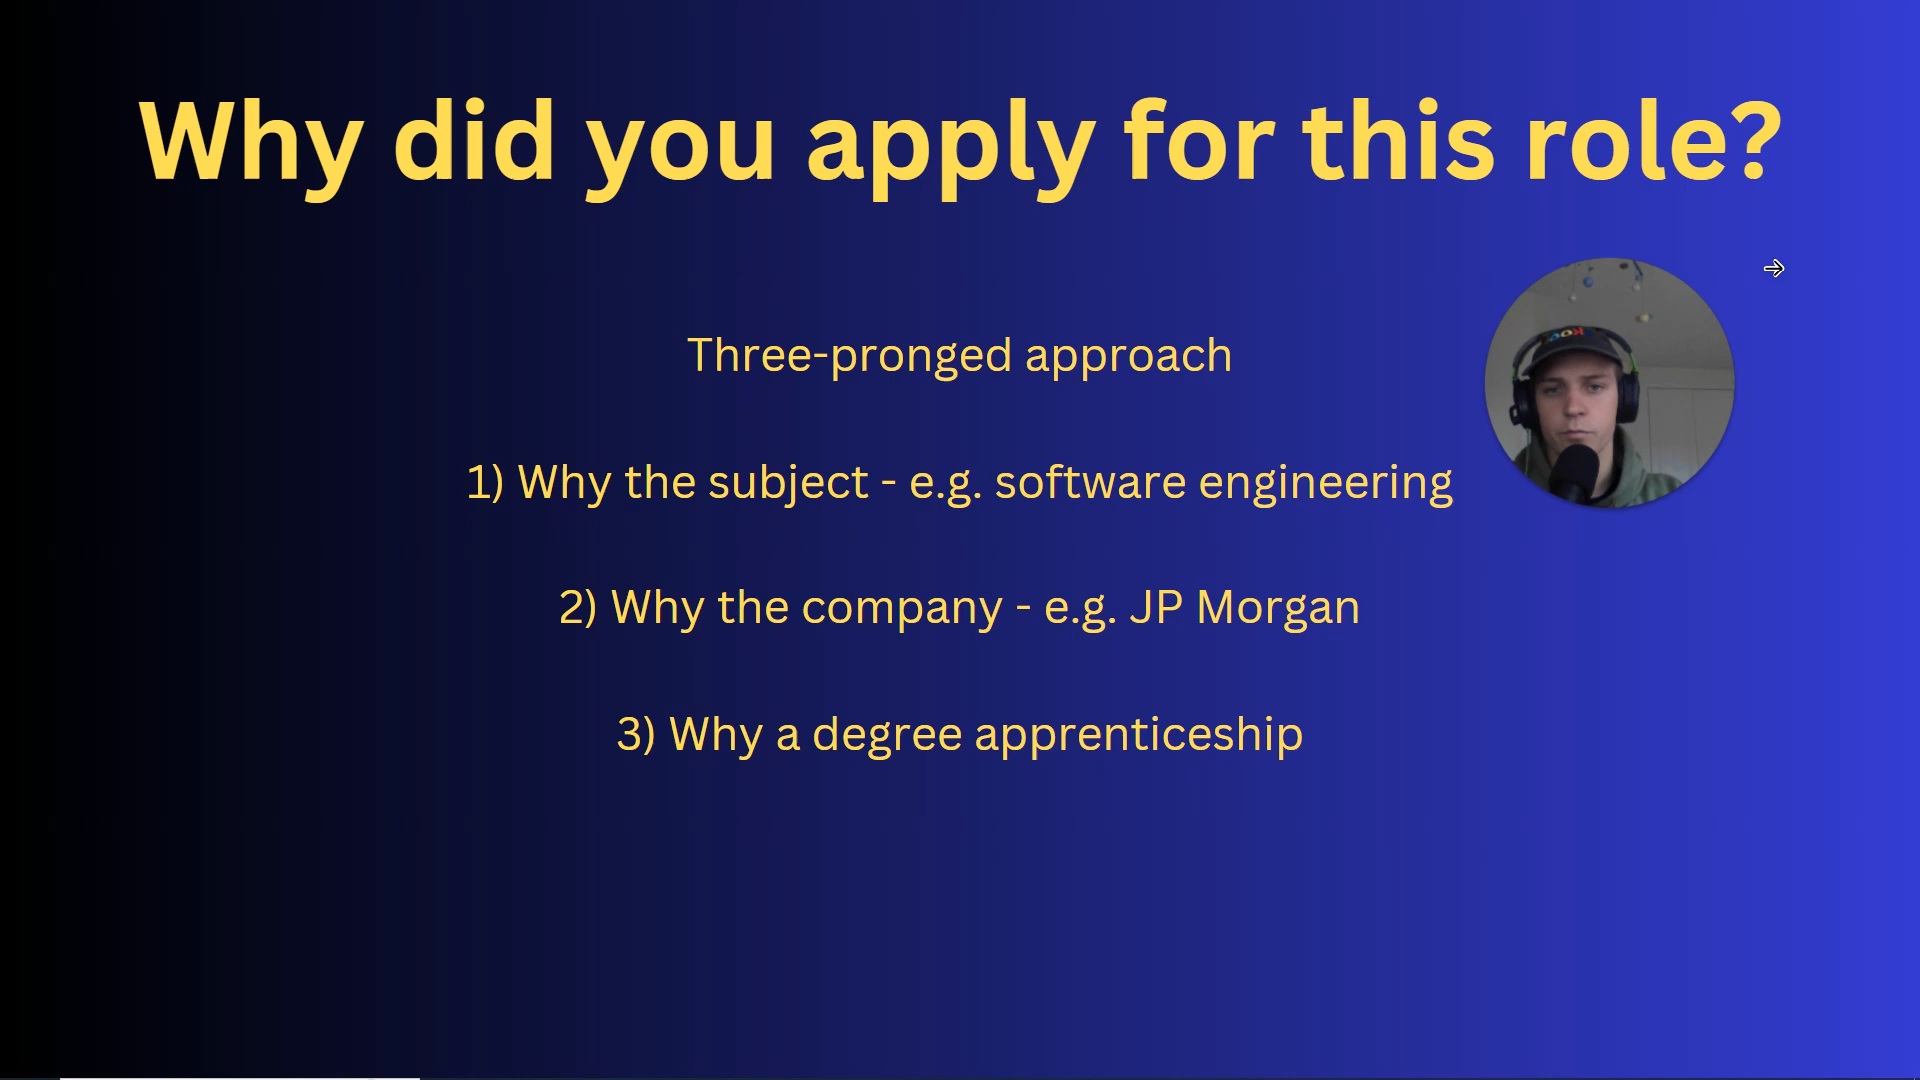 Why did you apply for this role?
Three-pronged approach
1) Why the subject - e.g. software engineering
2) Why the company - e.g. JP Morgan
3) Why a degree apprenticeship